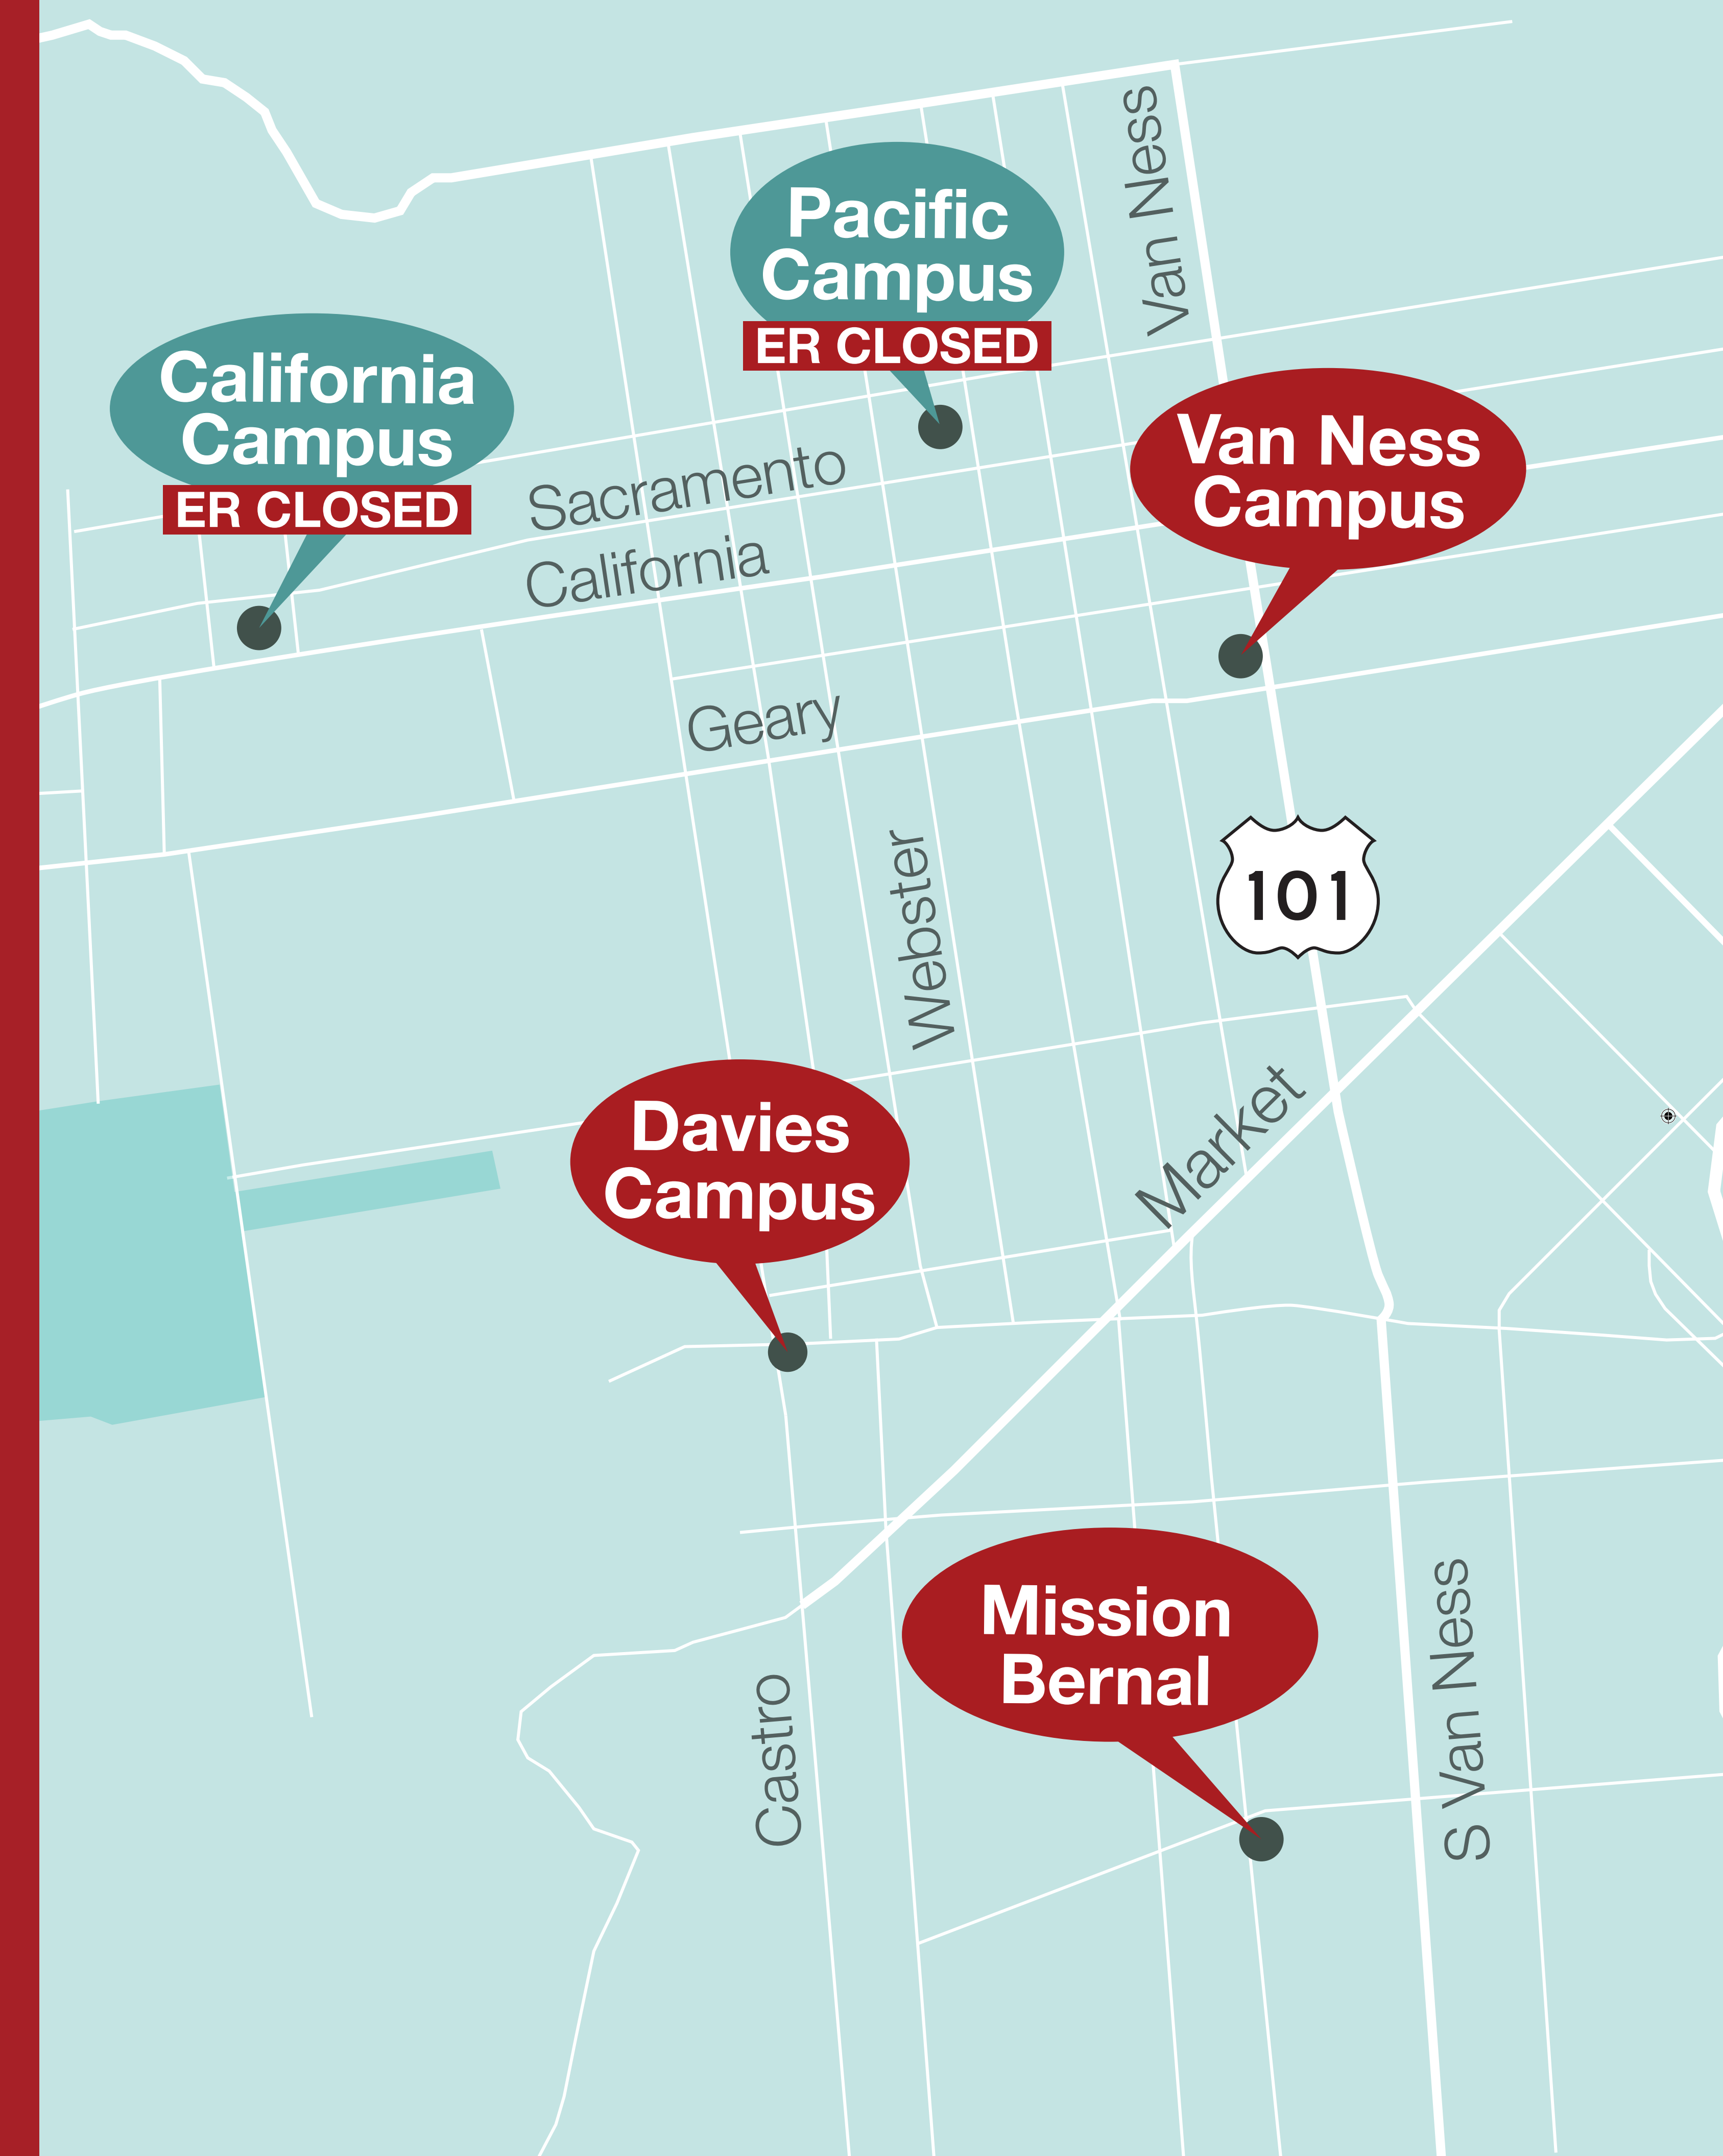 Van Ness
Pacific
Campus
ER CLOSED
California
Campus
ER CLOSED
Van Ness
Campus
Sacramento
California
Geary
Webster
101
Market
Davies
Campus
Mission
Bernal
Castro
S Van Ness